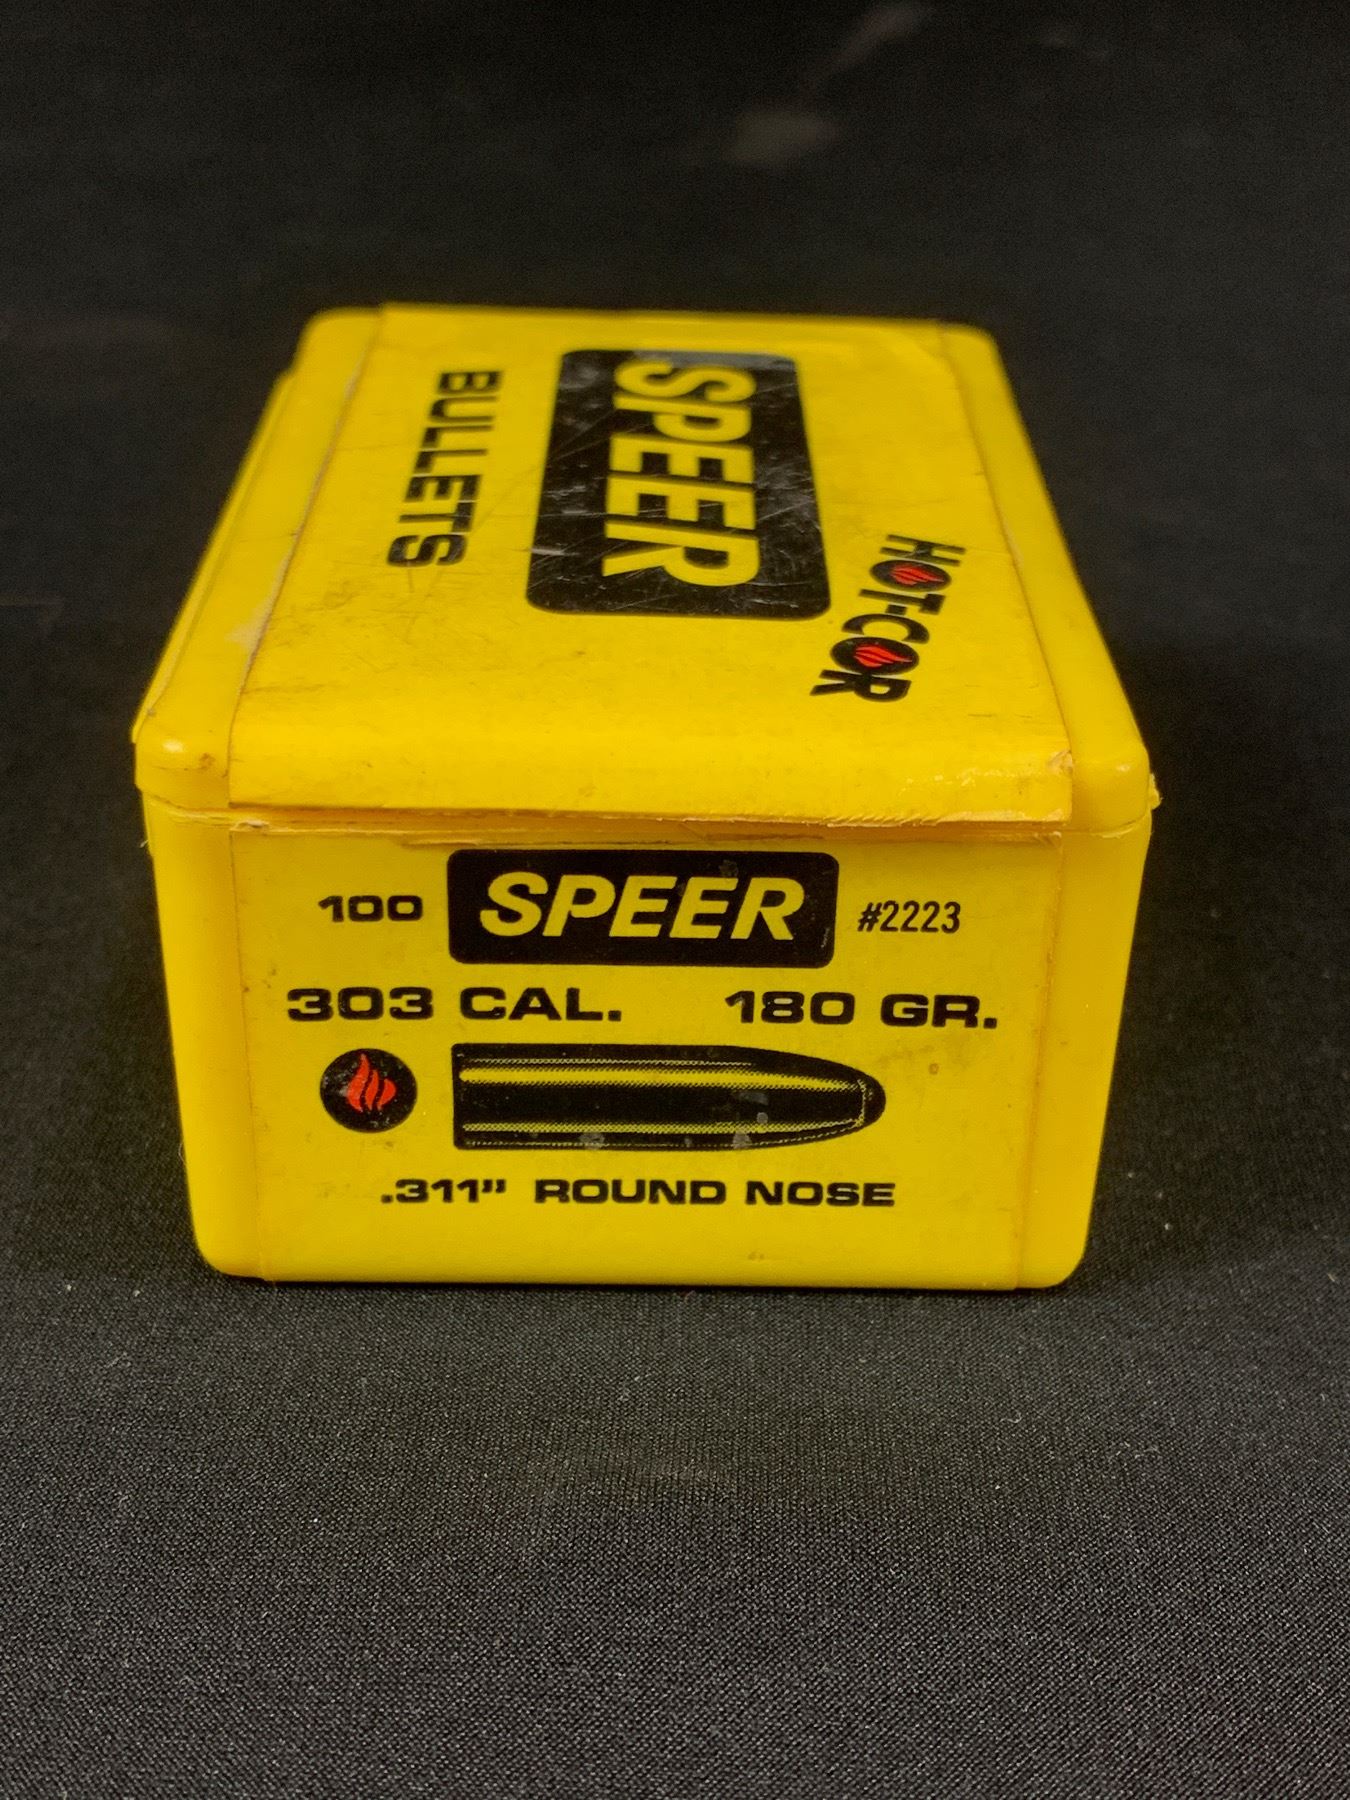 SPEER
BULLETS
HOT-COR
100 SPEER #2223
303 CAL. 180 GR.
.311" ROUND NOSE